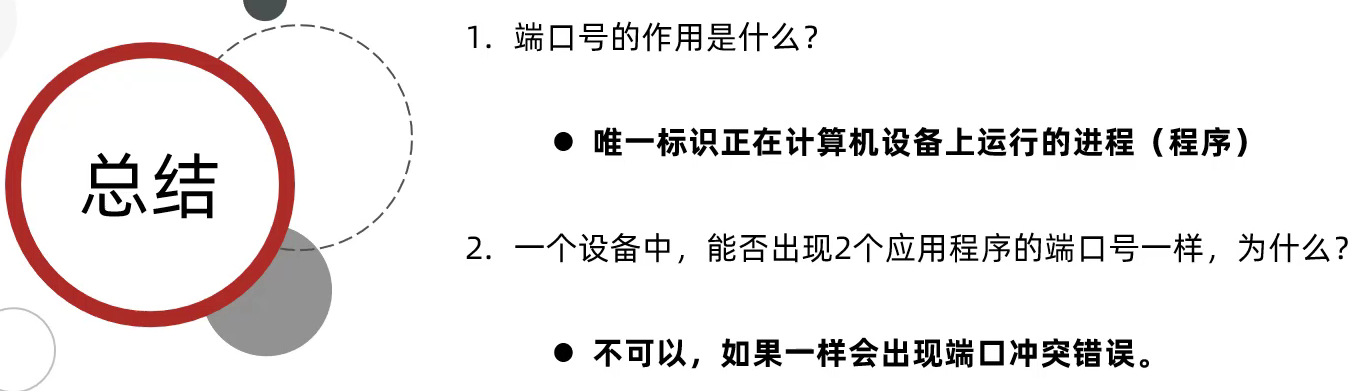 总结
1. 端口号的作用是什么？
● 唯一标识正在计算机设备上运行的进程（程序）
2. 一个设备中，能否出现2个应用程序的端口号一样，为什么？
● 不可以，如果一样会出现端口冲突错误。